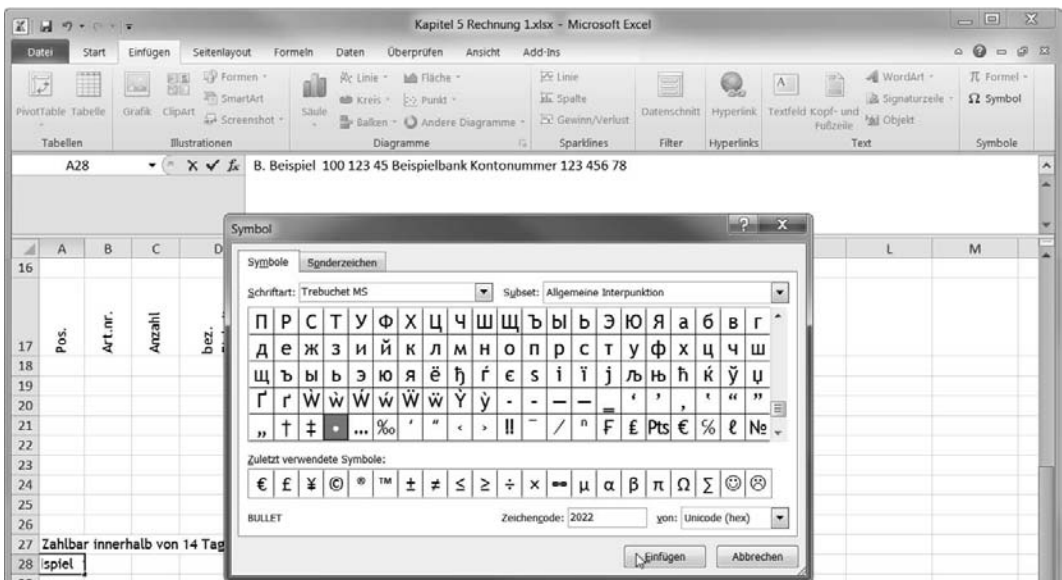 Kapitel 5 Rechnung 1.xlsx - Microsoft Excel
Datei Start Einfügen Seitenlayout Formeln Daten Überprüfen Ansicht Add-Ins
PivotTable Tabelle Grafik ClipArt Formen SmartArt Screenshot Säule Linie Kreis Balken Fläche Punkt Andere Diagramme Linie Spalte Gewinn/Verlust Datenschnitt Hyperlink Textfeld Kopf- und Fußzeile WordArt Signaturzeile Objekt π Formel Ω Symbol
Tabellen Illustrationen Diagramme Sparklines Filter Hyperlinks Text Symbole
A28 fx B. Beispiel 100 123 45 Beispielbank Kontonummer 123 456 78
Symbol
A B C D L M
Symbole Sonderzeichen
Schriftart: Trebuchet MS Subset: Allgemeine Interpunktion
П Р С Т У Ф Х Ц Ч Ш Щ Ъ Ы Ь Э Ю Я а б в г
д е ж з и й к л м н о п р с т у ф х ц ч ш
щ ъ ы ь э ю я ё ђ ѓ є ѕ і ї ј љ њ ћ ќ ў џ
Ґ ґ Ẁ ẁ Ẃ ẃ Ẅ ẅ Ỳ ỳ ‐ ‑ – — ― ‗ ‘ ’ ‚ ‛ “ ”
„ † ‡ • … ‰ ′ ″ ‹ › ‼ ‾ ⁄ ⁿ ₣ ₤ ₧ € ℅ ℓ №
Zuletzt verwendete Symbole:
€ £ ¥ © ® ™ ± ≠ ≤ ≥ ÷ × ∞ µ α β π Ω ∑ ☺ ☹
BULLET Zeichencode: 2022 von: Unicode (hex)
Einfügen Abbrechen
16
17 Pos. Art.nr. Anzahl bez.
18
19
20
21
22
23
24
25
26
27 Zahlbar innerhalb von 14 Tag
28 ispiel